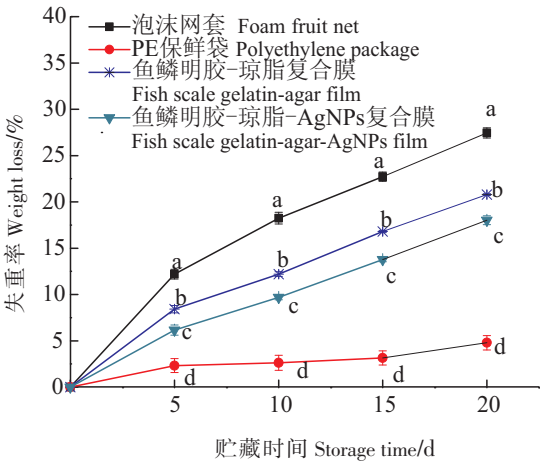 40
35
30
25
20
15
10
5
0
失重率 Weight loss/%
泡沫网套 Foam fruit net
PE保鲜袋 Polyethylene package
鱼鳞明胶-琼脂复合膜
Fish scale gelatin-agar film
鱼鳞明胶-琼脂-AgNPs复合膜
Fish scale gelatin-agar-AgNPs film
a
a
a
a
b
b
b
b
c
c
c
c
d
d
d
d
5
10
15
20
贮藏时间 Storage time/d